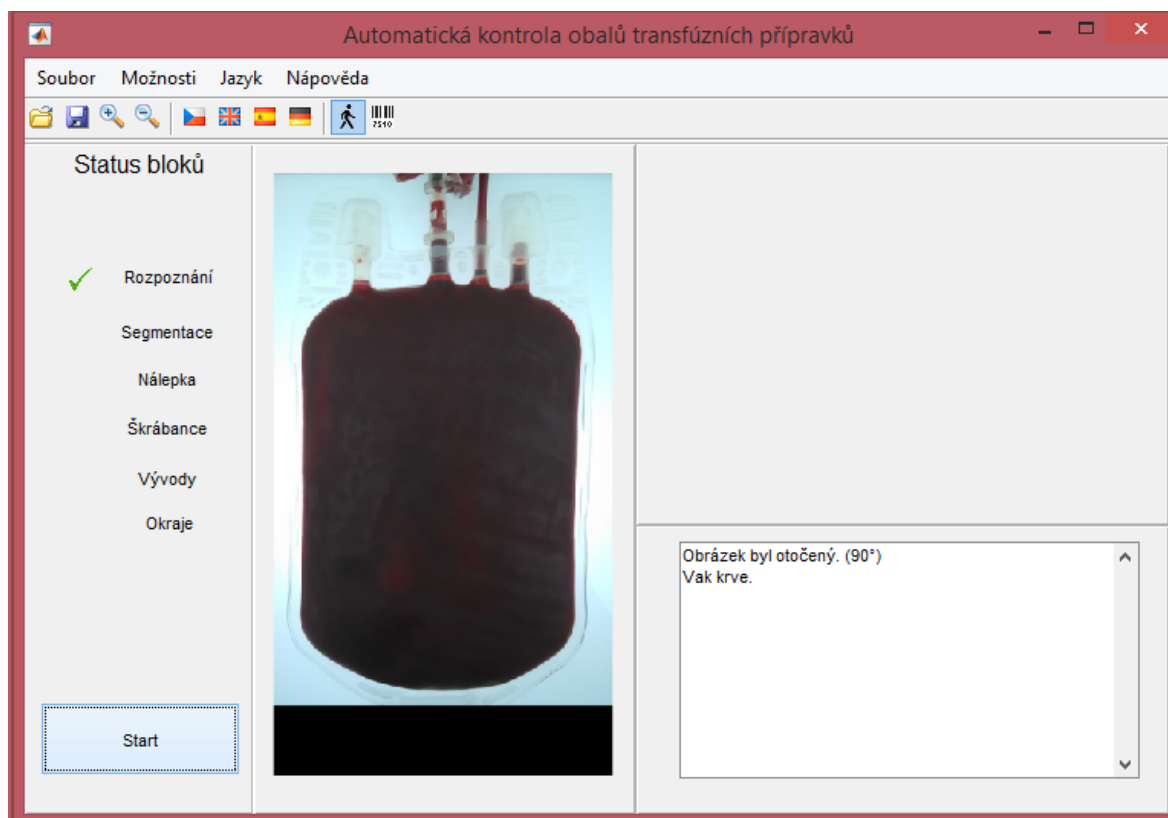 Automatická kontrola obalů transfúzních přípravků
Soubor Možnosti Jazyk Nápověda
7510
Status bloků
Rozpoznání
Segmentace
Nálepka
Škrábance
Vývody
Okraje
Start
Obrázek byl otočený. (90°)
Vak krve.